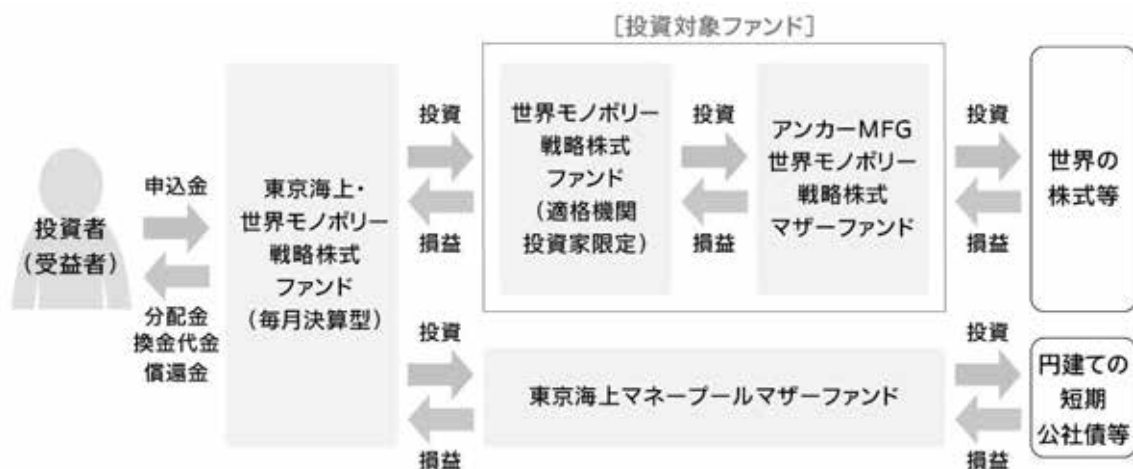 [投資対象ファンド]
投資者
(受益者)
申込金
分配金
換金代金
償還金
東京海上・
世界モノポリー
戦略株式
ファンド
(毎月決算型)
投資
損益
世界モノポリー
戦略株式
ファンド
(適格機関
投資家限定)
投資
損益
アンカーMFG
世界モノポリー
戦略株式
マザーファンド
投資
損益
世界の
株式等
投資
損益
東京海上マネープールマザーファンド
投資
損益
円建ての
短期
公社債等